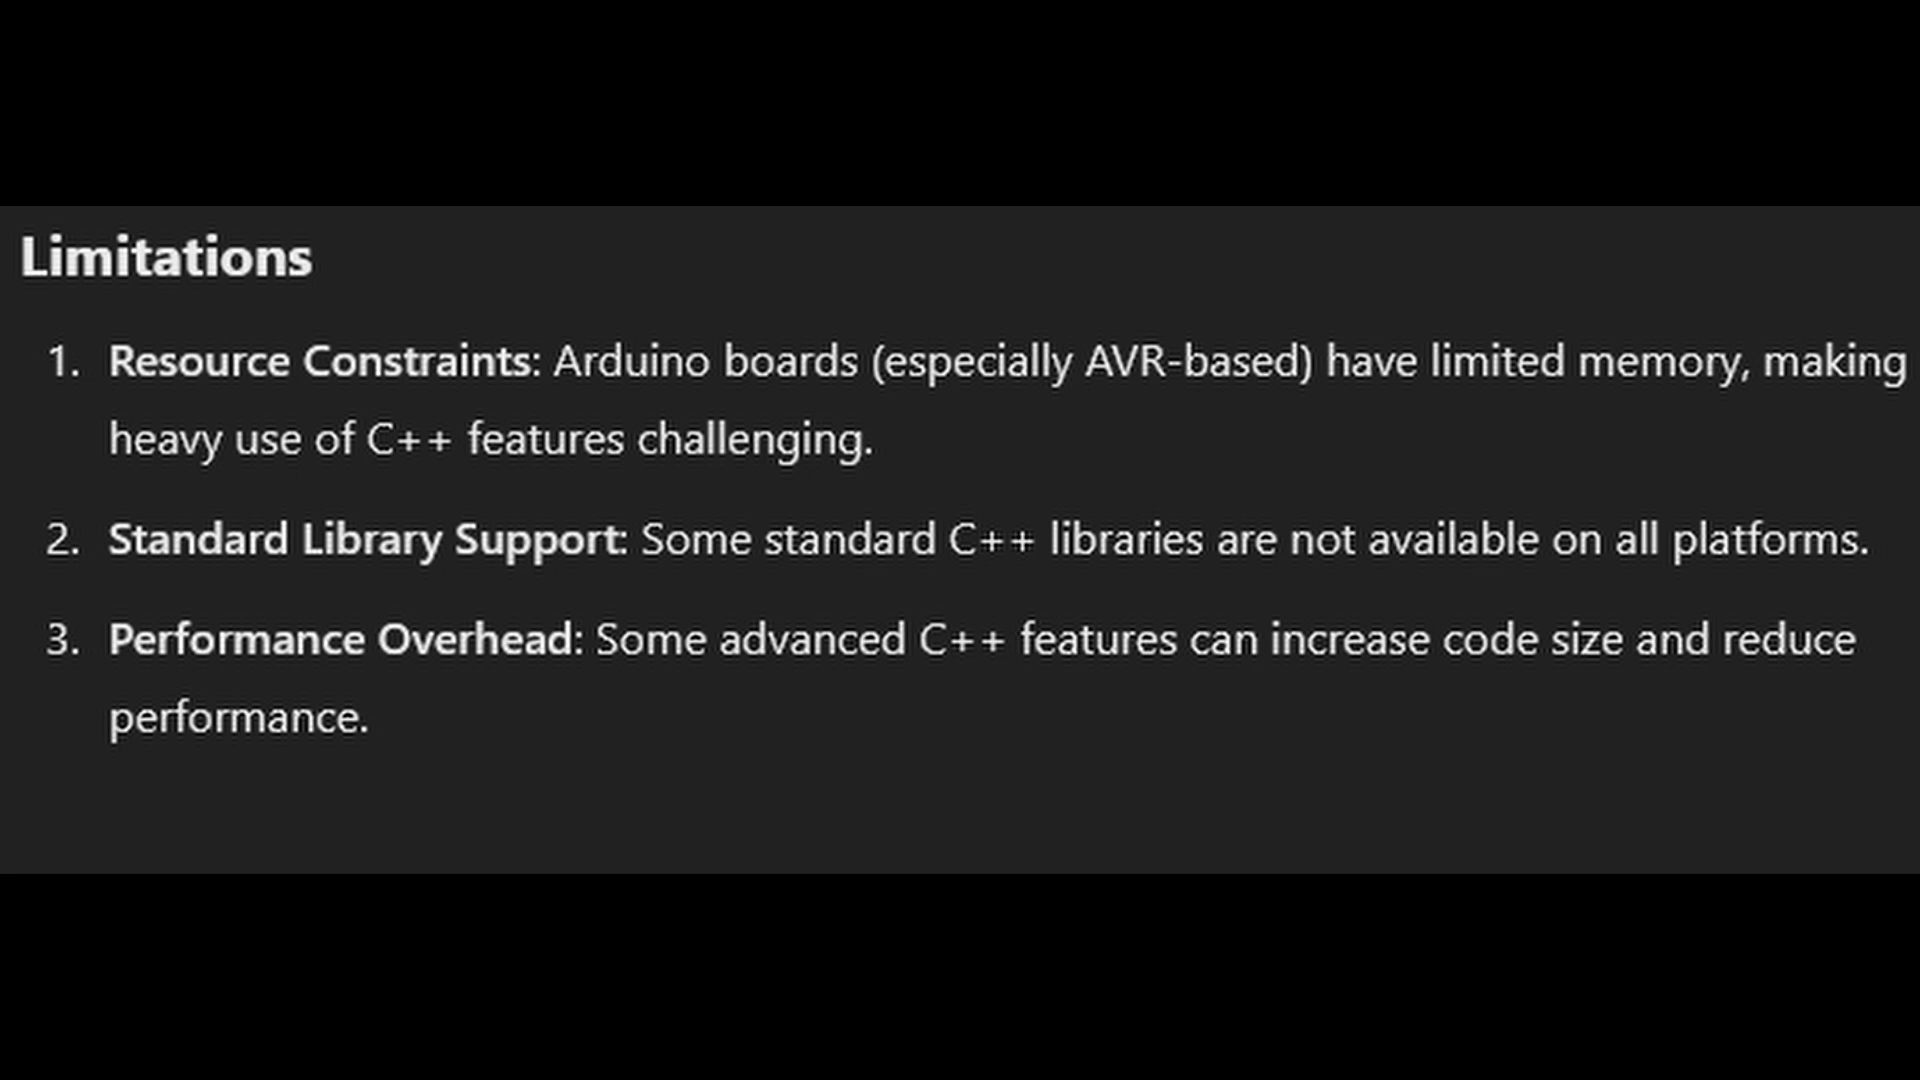 Limitations
1. Resource Constraints: Arduino boards (especially AVR-based) have limited memory, making
heavy use of C++ features challenging.
2. Standard Library Support: Some standard C++ libraries are not available on all platforms.
3. Performance Overhead: Some advanced C++ features can increase code size and reduce
performance.